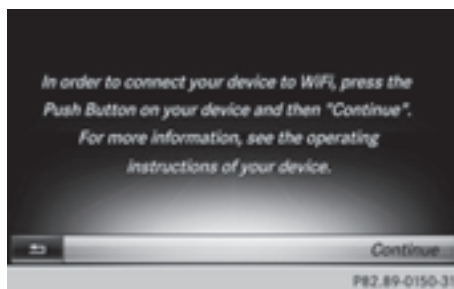 In order to connect your device to WiFi, press the
Push Button on your device and then "Continue".
For more information, see the operating
instructions of your device.
Continue
P82.89-0150-31